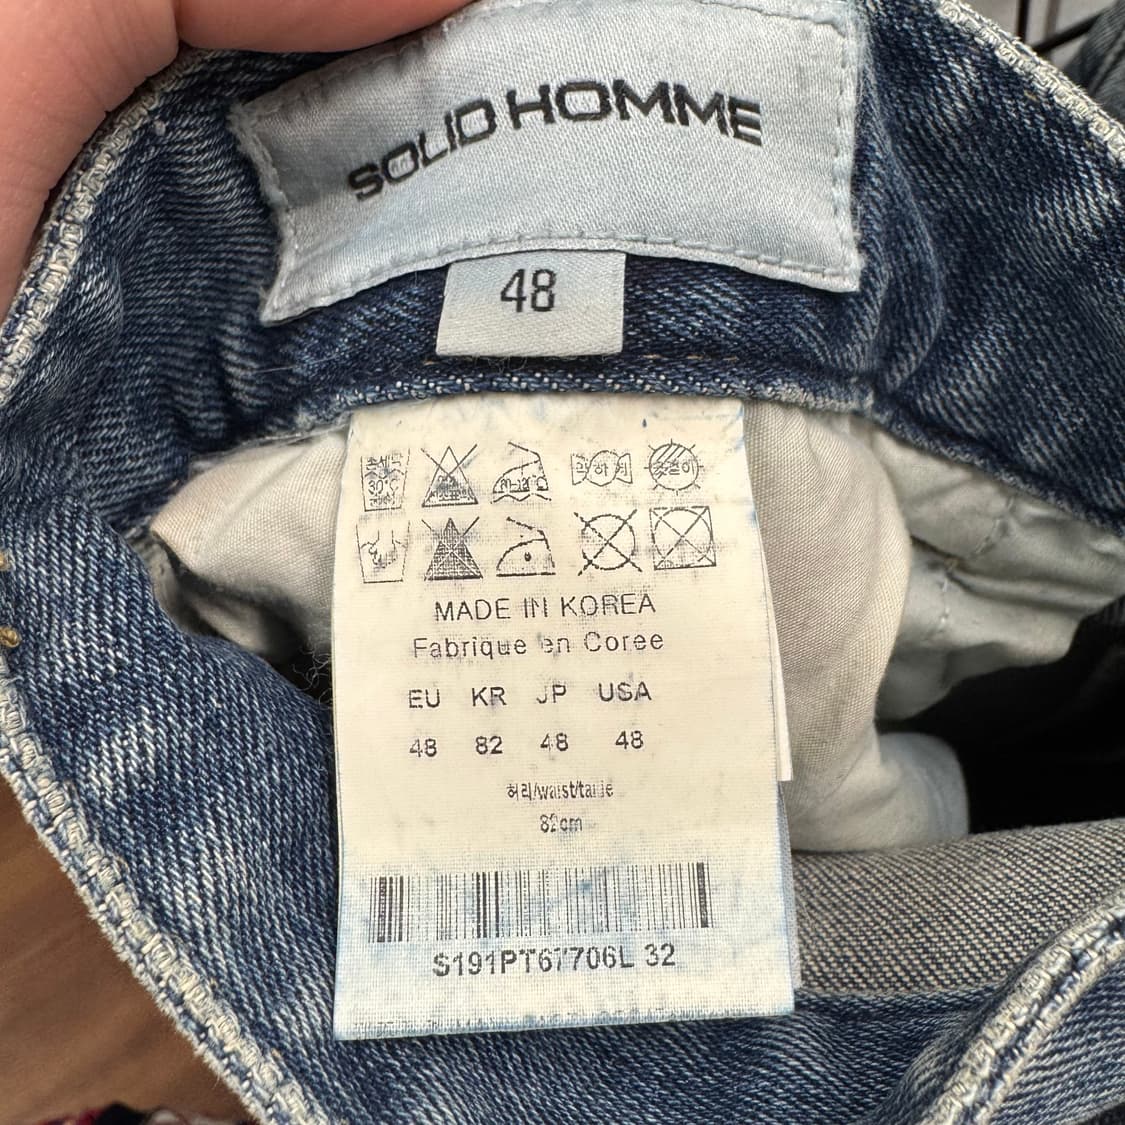 SOLID HOMME
48
30°C
MADE IN KOREA
Fabrique en Coree
EU KR JP USA
48 82 48 48
허리/waist/taille
82cm
S191PT67706L 32